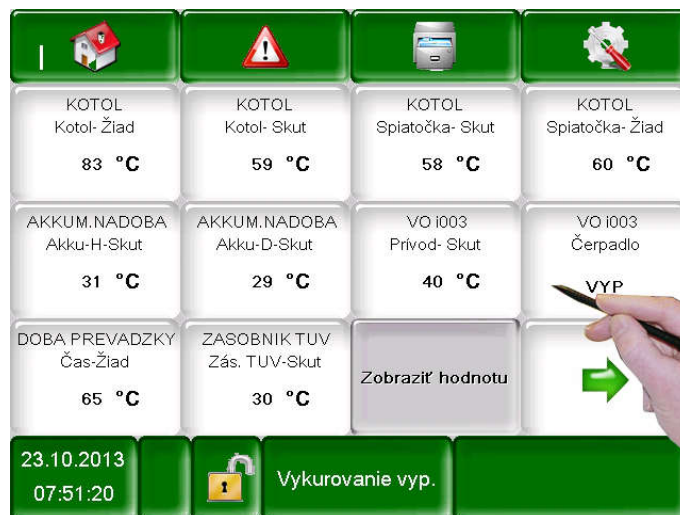 KOTOL
Kotol- Žiad
83 °C
KOTOL
Kotol- Skut
59 °C
KOTOL
Spiatočka- Skut
58 °C
KOTOL
Spiatočka- Žiad
60 °C
AKKUM.NADOBA
Akku-H-Skut
31 °C
AKKUM.NADOBA
Akku-D-Skut
29 °C
VO i003
Prívod- Skut
40 °C
VO i003
Čerpadlo
VYP
DOBA PREVADZKY
Čas-Žiad
65 °C
ZASOBNIK TUV
Zás. TUV-Skut
30 °C
Zobraziť hodnotu
23.10.2013
07:51:20
Vykurovanie vyp.